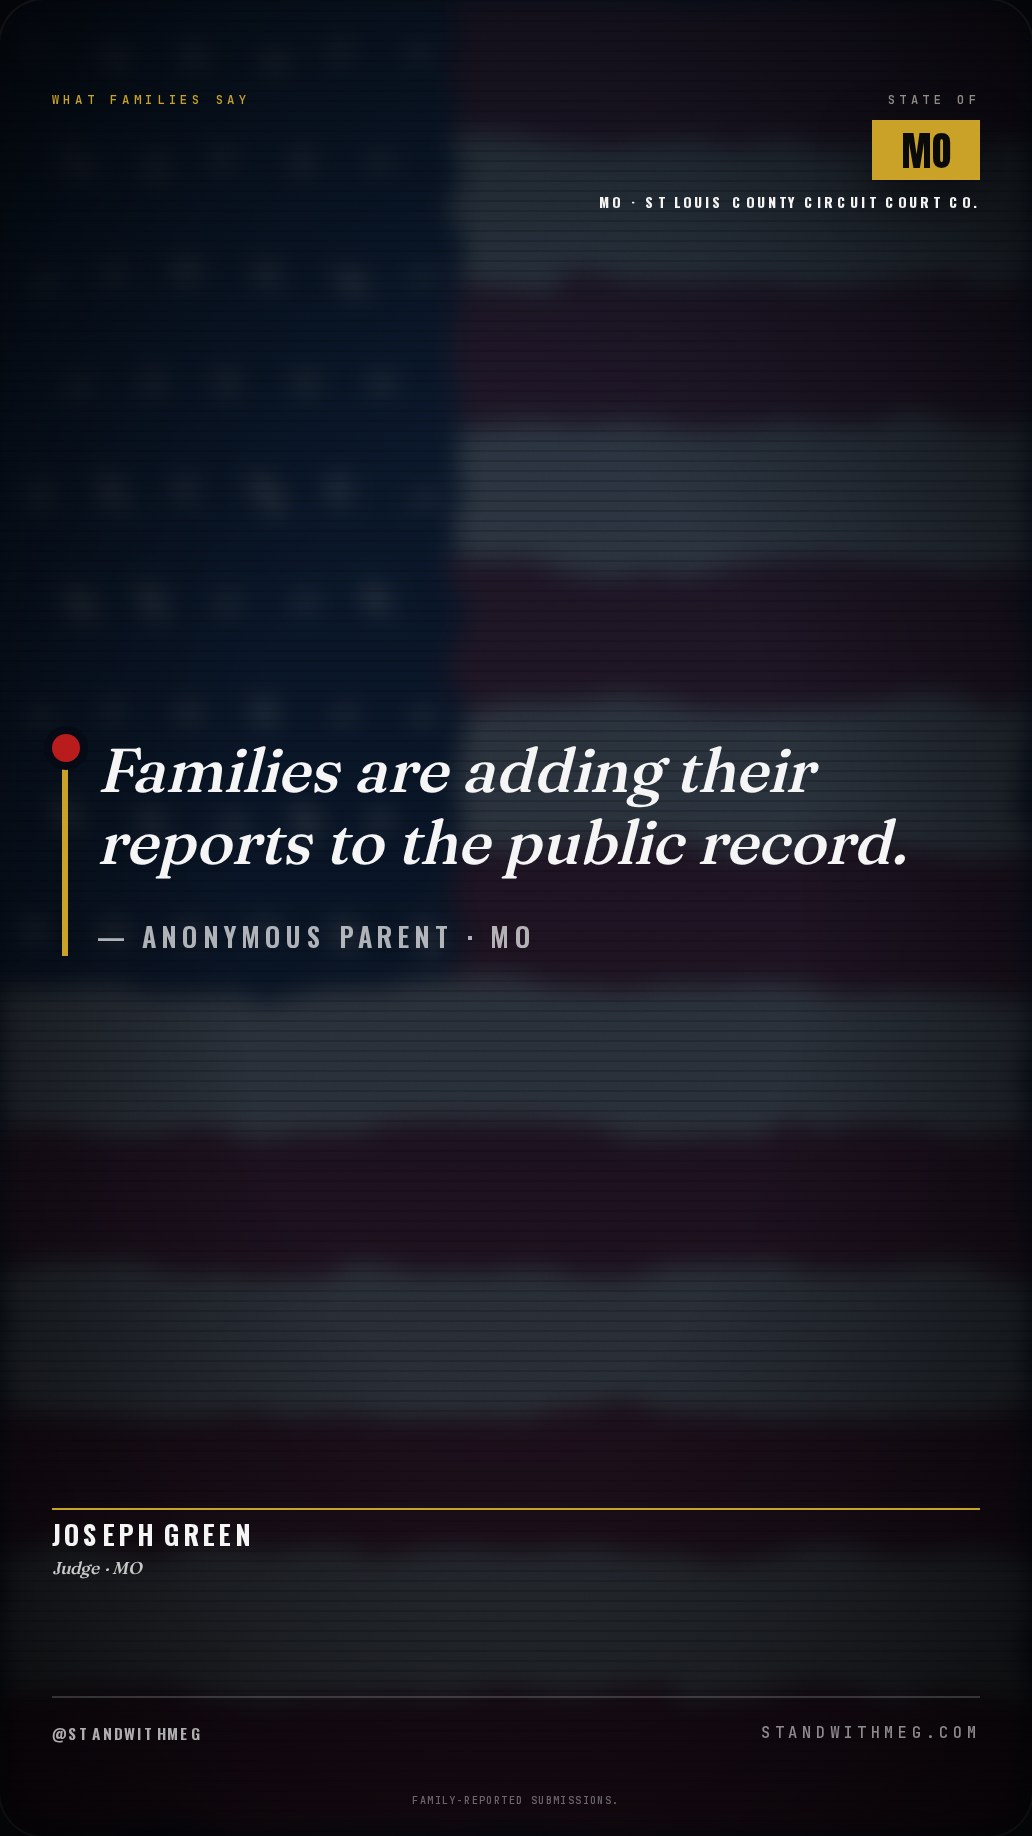 WHAT FAMILIES SAY
STATE OF
MO
MO · ST LOUIS COUNTY CIRCUIT COURT CO.
Families are adding their
reports to the public record.
— ANONYMOUS PARENT · MO
JOSEPH GREEN
Judge · MO
@STANDWITHMEG
STANDWITHMEG.COM
FAMILY-REPORTED SUBMISSIONS.